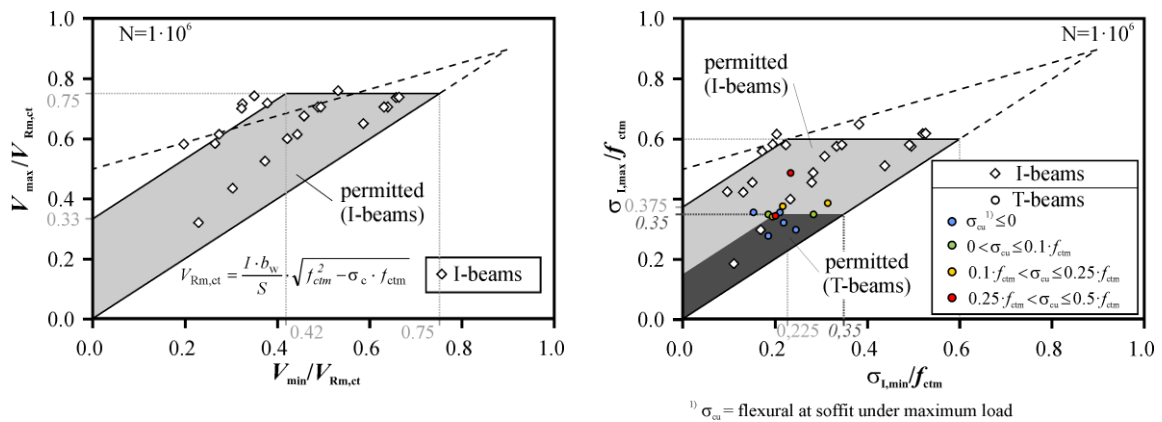 N=1·10⁶
1.0
0.8
0.75
0.6
0.4
0.33
0.2
0.0
V_max/V_Rm,ct
permitted
(I-beams)
V_Rm,ct = I·b_w/S · √(f²_ctm − σ_c · f_ctm)
I-beams
0.42
0.75
0.0
0.2
0.4
0.6
0.8
1.0
V_min/V_Rm,ct
N=1·10⁶
1.0
0.8
0.6
0.4
0.375
0.35
0.2
0.0
σ_I,max/f_ctm
permitted
(I-beams)
permitted
(T-beams)
I-beams
T-beams
σ_cu¹⁾≤0
0<σ_cu≤0.1·f_ctm
0.1·f_ctm<σ_cu≤0.25·f_ctm
0.25·f_ctm<σ_cu≤0.5·f_ctm
0,225
0,35
0.0
0.2
0.4
0.6
0.8
1.0
σ_I,min/f_ctm
¹⁾ σ_cu = flexural at soffit under maximum load